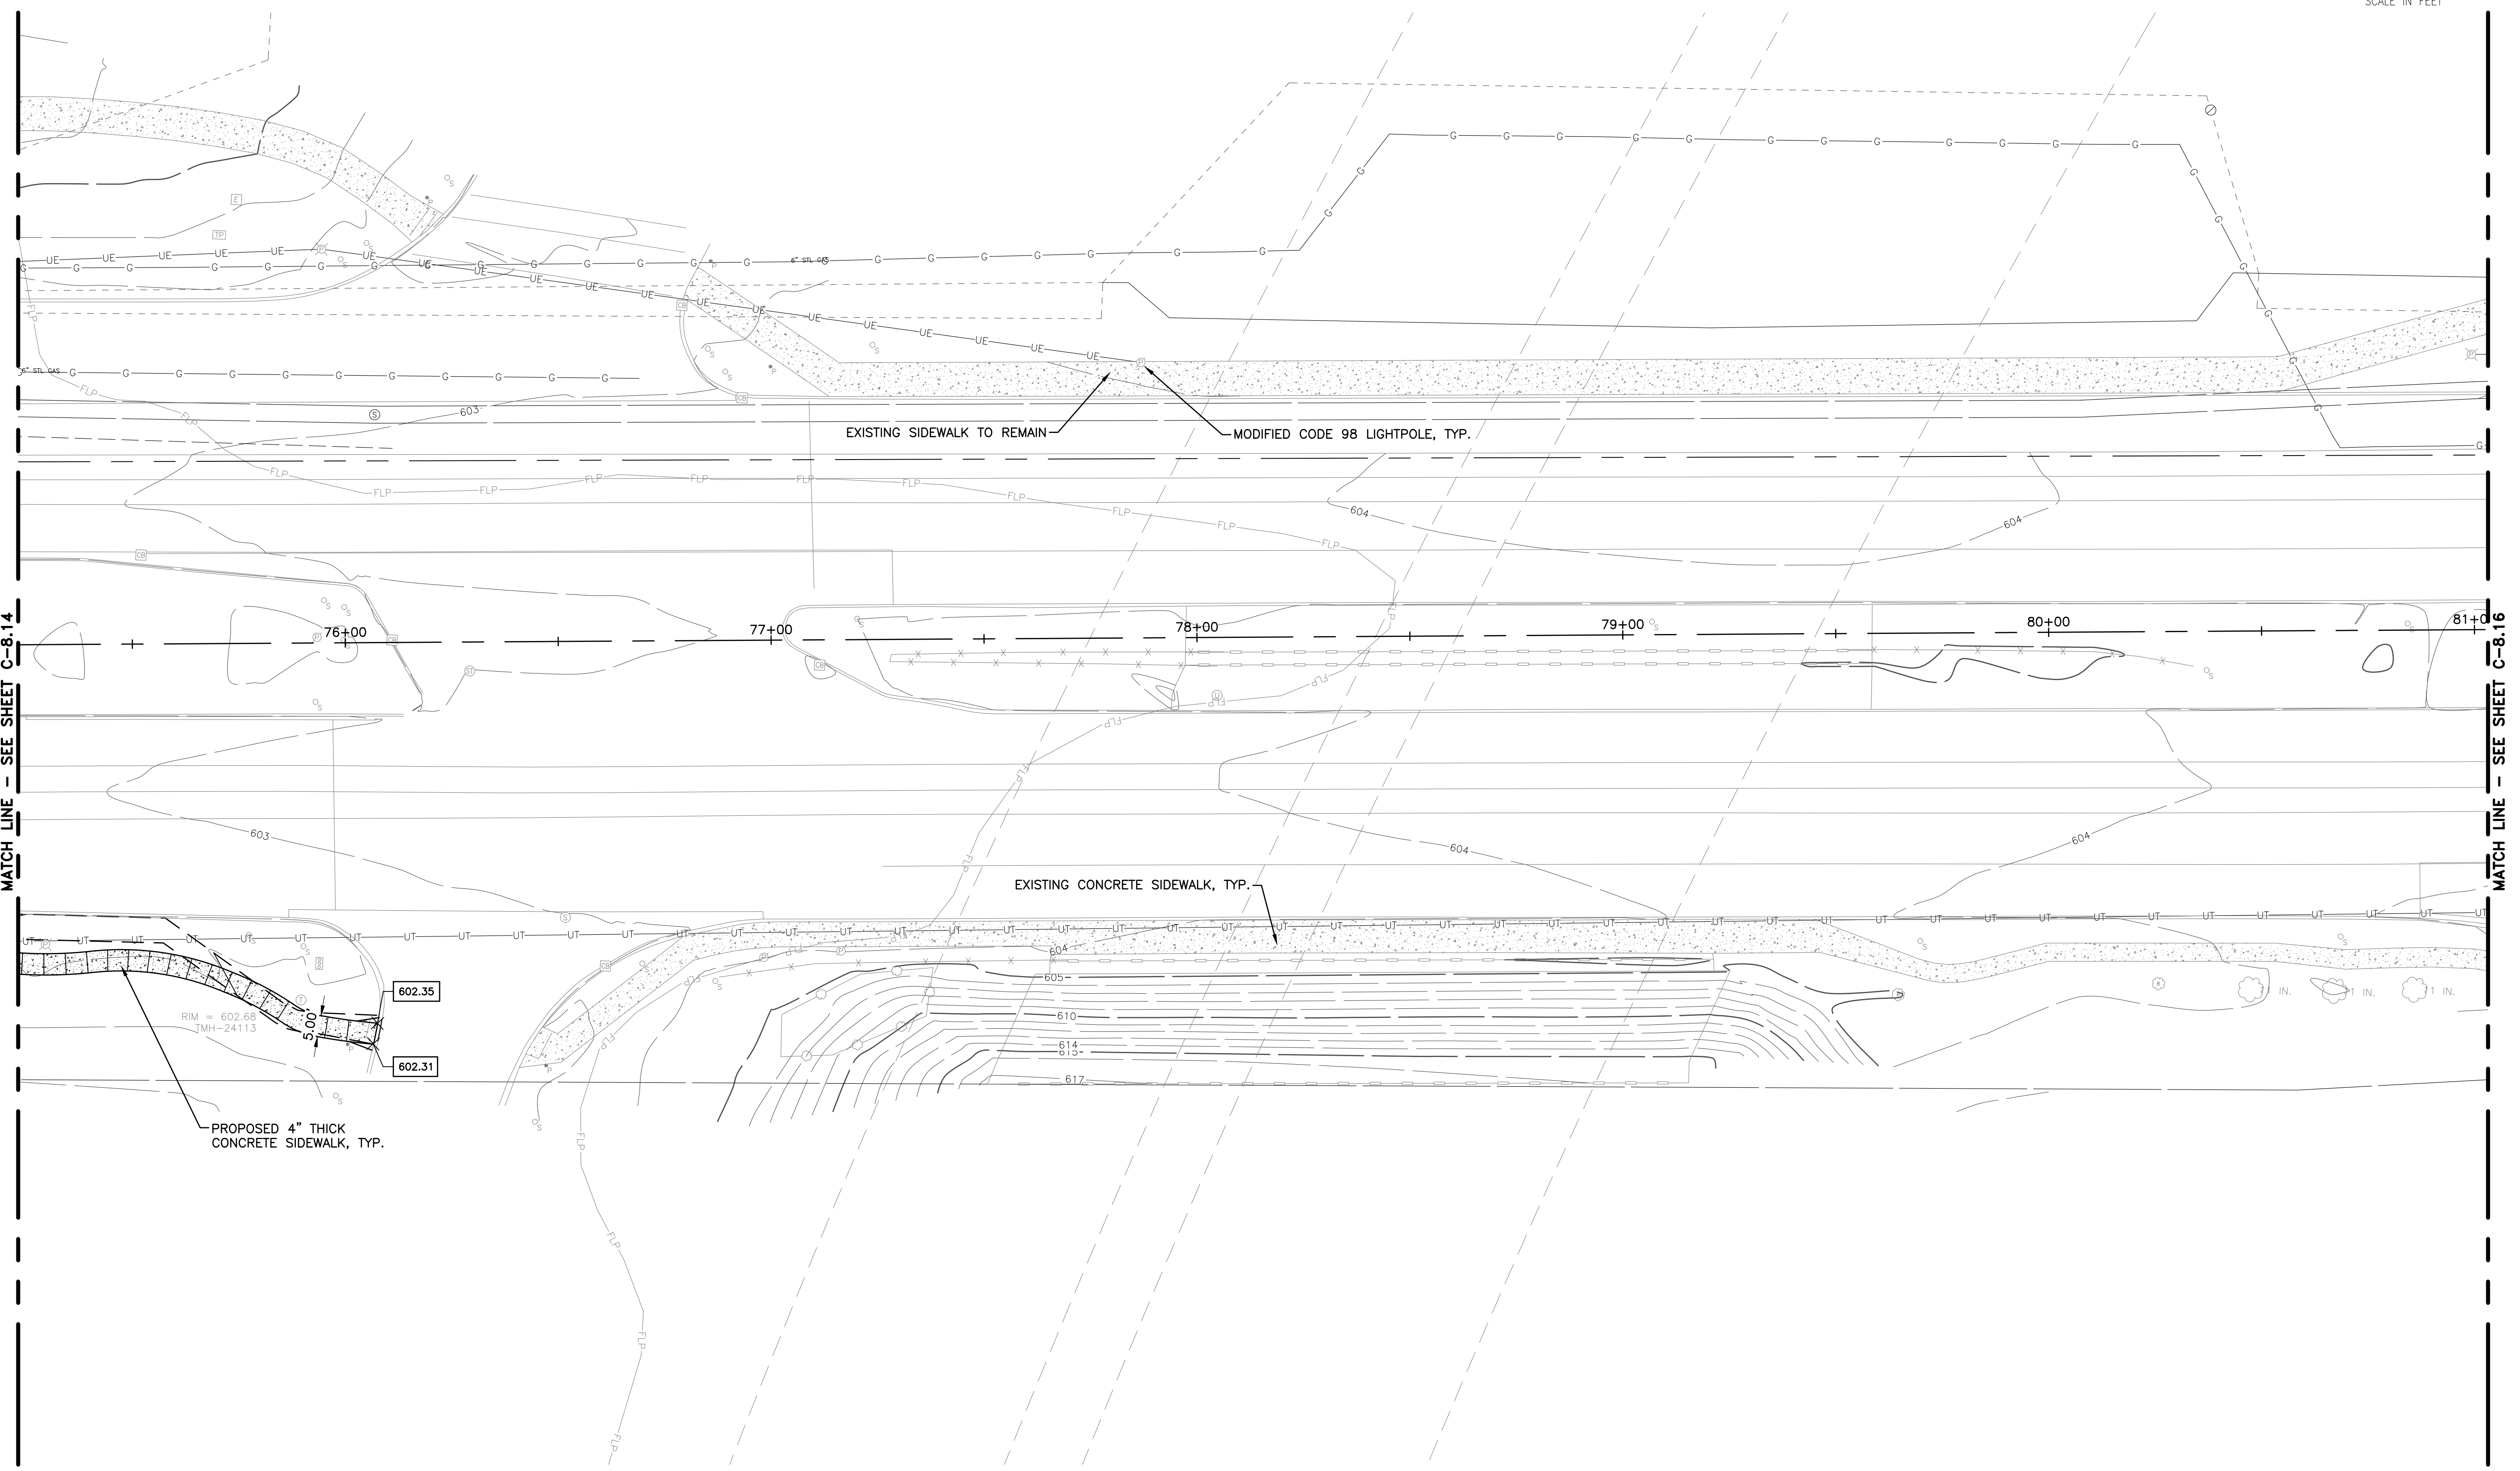 SCALE IN FEET
E
TP
6" STL GAS
6" STL GAS
603
EXISTING SIDEWALK TO REMAIN
MODIFIED CODE 98 LIGHTPOLE, TYP.
604
604
MATCH LINE - SEE SHEET C-8.14
76+00
77+00
78+00
79+00
80+00
MATCH LINE - SEE SHEET C-8.16
603
604
604
EXISTING CONCRETE SIDEWALK, TYP.
604
605
602.35
RIM = 602.68
TMH-24113
5.00'
610
614
615
602.31
617
PROPOSED 4" THICK
CONCRETE SIDEWALK, TYP.